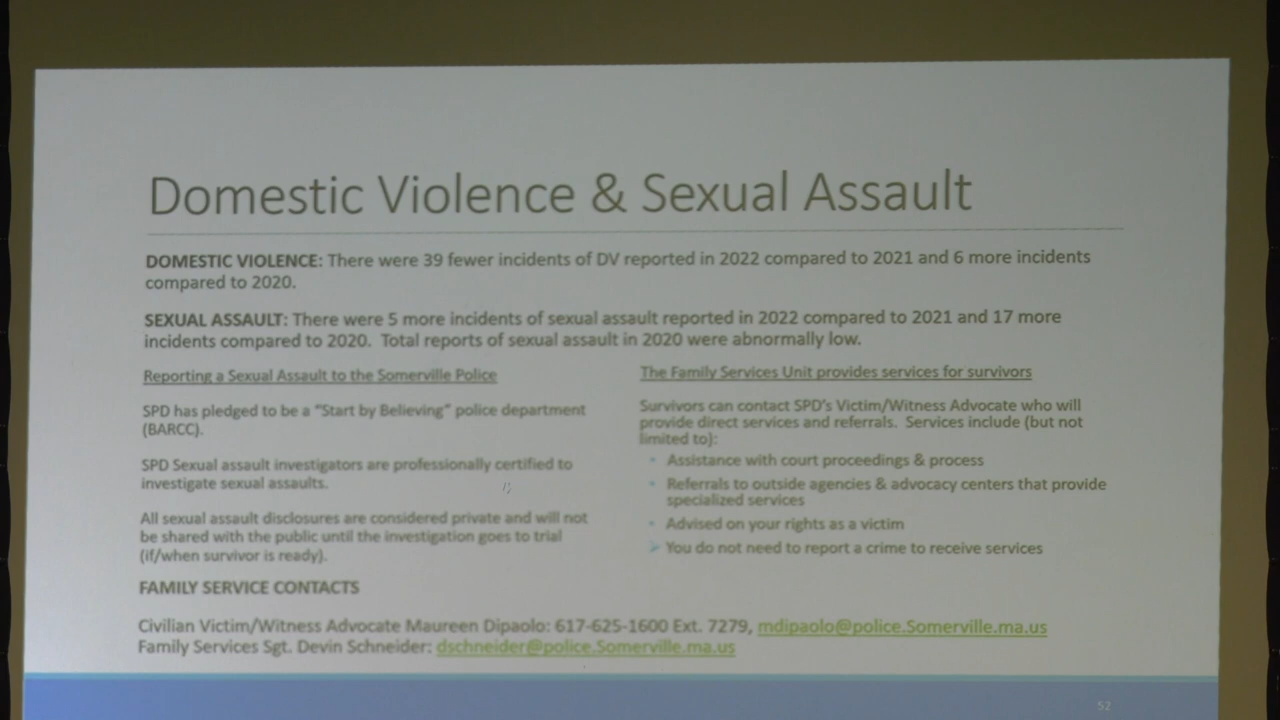 Domestic Violence & Sexual Assault
DOMESTIC VIOLENCE: There were 39 fewer incidents of DV reported in 2022 compared to 2021 and 6 more incidents
compared to 2020.
SEXUAL ASSAULT: There were 5 more incidents of sexual assault reported in 2022 compared to 2021 and 17 more
incidents compared to 2020. Total reports of sexual assault in 2020 were abnormally low.
Reporting a Sexual Assault to the Somerville Police
SPD has pledged to be a "Start by Believing" police department
(BARCC).
SPD Sexual assault investigators are professionally certified to
investigate sexual assaults.
All sexual assault disclosures are considered private and will not
be shared with the public until the investigation goes to trial
(if/when survivor is ready).
The Family Services Unit provides services for survivors
Survivors can contact SPD's Victim/Witness Advocate who will
provide direct services and referrals. Services include (but not
limited to):
• Assistance with court proceedings & process
• Referrals to outside agencies & advocacy centers that provide
specialized services
• Advised on your rights as a victim
➢ You do not need to report a crime to receive services
FAMILY SERVICE CONTACTS
Civilian Victim/Witness Advocate Maureen Dipaolo: 617-625-1600 Ext. 7279, mdipaolo@police.Somerville.ma.us
Family Services Sgt. Devin Schneider: dschneider@police.Somerville.ma.us
52